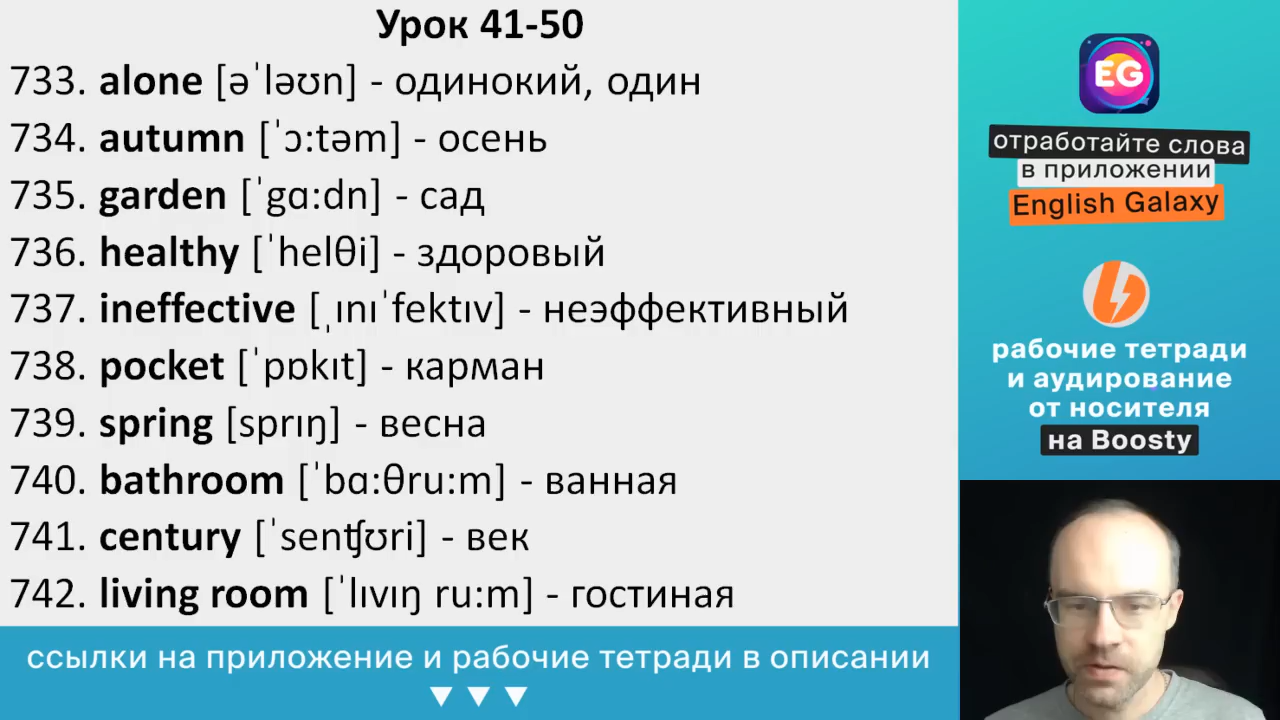 Урок 41-50
733. alone [əˈləʊn] - одинокий, один
734. autumn [ˈɔ:təm] - осень
735. garden [ˈgɑ:dn] - сад
736. healthy [ˈhelθi] - здоровый
737. ineffective [ˌɪnɪˈfektɪv] - неэффективный
738. pocket [ˈpɒkɪt] - карман
739. spring [sprɪŋ] - весна
740. bathroom [ˈbɑ:θru:m] - ванная
741. century [ˈsenʧʊri] - век
742. living room [ˈlɪvɪŋ ru:m] - гостиная
ссылки на приложение и рабочие тетради в описании
EG
отработайте слова
в приложении
English Galaxy
рабочие тетради
и аудирование
от носителя
на Boosty